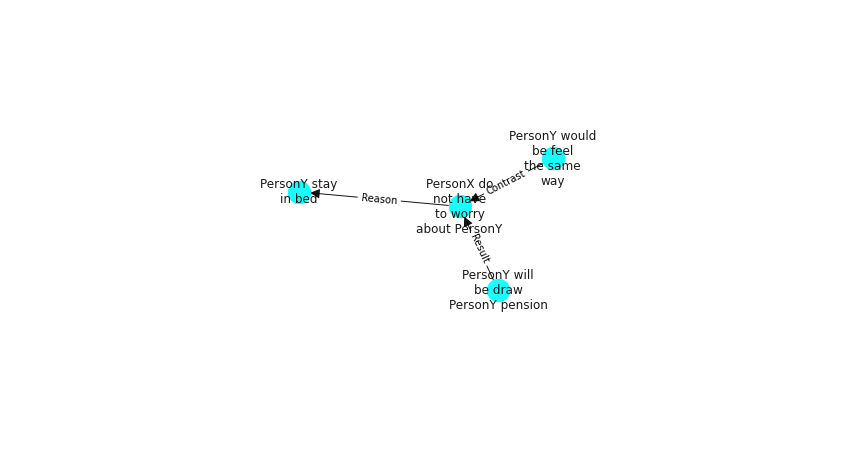 PersonY would
be feel
the same
way
Contrast
PersonY stay
in bed
Reason
PersonX do
not have
to worry
about PersonY
Result
PersonY will
be draw
PersonY pension